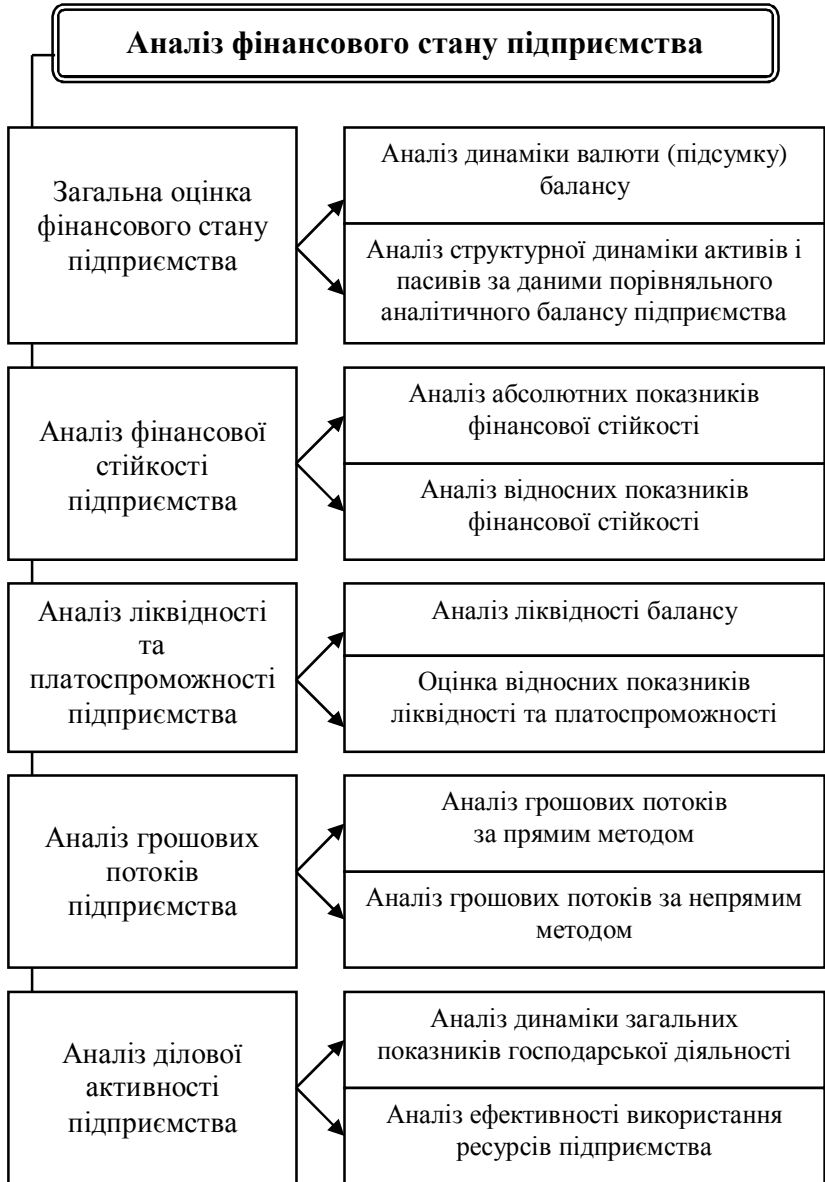 Аналіз фінансового стану підприємства
Загальна оцінка
фінансового стану
підприємства
Аналіз динаміки валюти (підсумку)
балансу
Аналіз структурної динаміки активів і
пасивів за даними порівняльного
аналітичного балансу підприємства
Аналіз фінансової
стійкості
підприємства
Аналіз абсолютних показників
фінансової стійкості
Аналіз відносних показників
фінансової стійкості
Аналіз ліквідності
та
платоспроможності
підприємства
Аналіз ліквідності балансу
Оцінка відносних показників
ліквідності та платоспроможності
Аналіз грошових
потоків
підприємства
Аналіз грошових потоків
за прямим методом
Аналіз грошових потоків за непрямим
методом
Аналіз ділової
активності
підприємства
Аналіз динаміки загальних
показників господарської діяльності
Аналіз ефективності використання
ресурсів підприємства